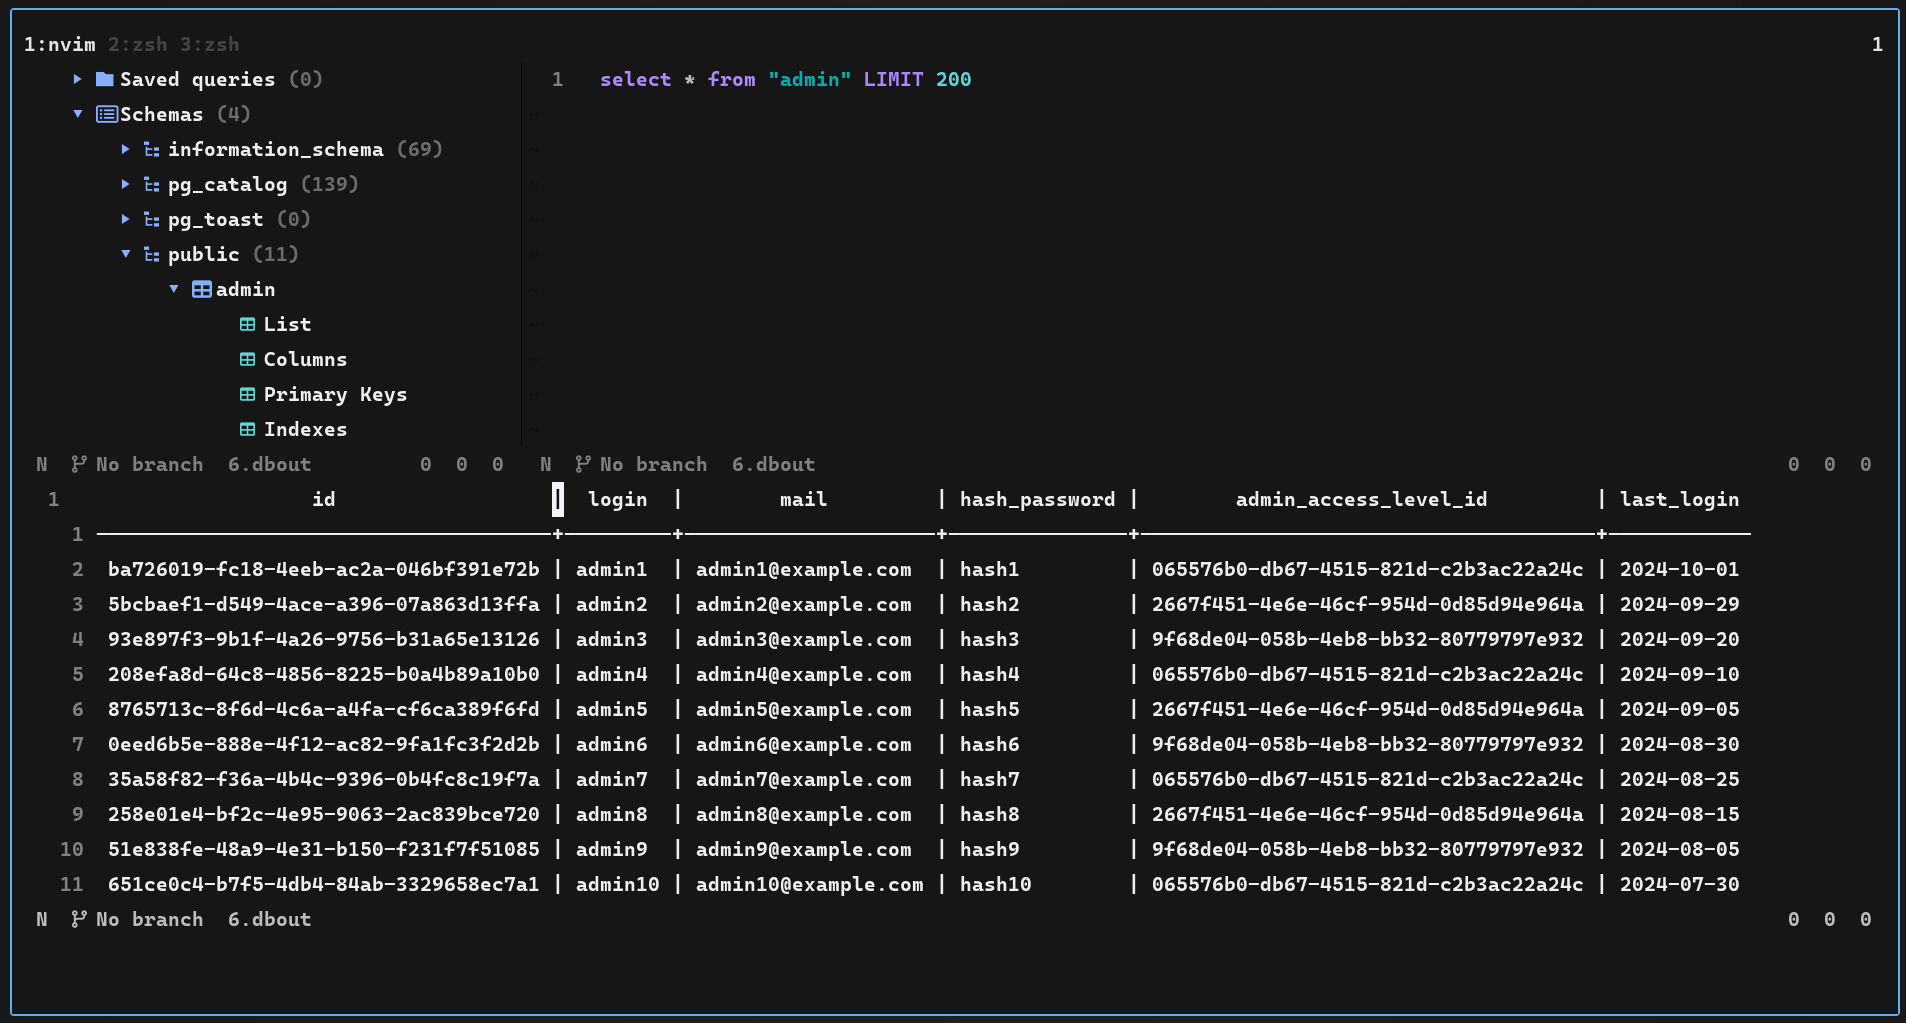 1:nvim 2:zsh 3:zsh 1
Saved queries (0)
Schemas (4)
information_schema (69)
pg_catalog (139)
pg_toast (0)
public (11)
admin
List
Columns
Primary Keys
Indexes
1 select * from "admin" LIMIT 200
~
~
~
~
~
~
~
~
~
~
N No branch 6.dbout 0 0 0 N No branch 6.dbout 0 0 0
1 id | login | mail | hash_password | admin_access_level_id | last_login
1 --------------------------------------+---------+---------------------+---------------+--------------------------------------+------------
2 ba726019-fc18-4eeb-ac2a-046bf391e72b | admin1 | admin1@example.com | hash1 | 065576b0-db67-4515-821d-c2b3ac22a24c | 2024-10-01
3 5bcbaef1-d549-4ace-a396-07a863d13ffa | admin2 | admin2@example.com | hash2 | 2667f451-4e6e-46cf-954d-0d85d94e964a | 2024-09-29
4 93e897f3-9b1f-4a26-9756-b31a65e13126 | admin3 | admin3@example.com | hash3 | 9f68de04-058b-4eb8-bb32-80779797e932 | 2024-09-20
5 208efa8d-64c8-4856-8225-b0a4b89a10b0 | admin4 | admin4@example.com | hash4 | 065576b0-db67-4515-821d-c2b3ac22a24c | 2024-09-10
6 8765713c-8f6d-4c6a-a4fa-cf6ca389f6fd | admin5 | admin5@example.com | hash5 | 2667f451-4e6e-46cf-954d-0d85d94e964a | 2024-09-05
7 0eed6b5e-888e-4f12-ac82-9fa1fc3f2d2b | admin6 | admin6@example.com | hash6 | 9f68de04-058b-4eb8-bb32-80779797e932 | 2024-08-30
8 35a58f82-f36a-4b4c-9396-0b4fc8c19f7a | admin7 | admin7@example.com | hash7 | 065576b0-db67-4515-821d-c2b3ac22a24c | 2024-08-25
9 258e01e4-bf2c-4e95-9063-2ac839bce720 | admin8 | admin8@example.com | hash8 | 2667f451-4e6e-46cf-954d-0d85d94e964a | 2024-08-15
10 51e838fe-48a9-4e31-b150-f231f7f51085 | admin9 | admin9@example.com | hash9 | 9f68de04-058b-4eb8-bb32-80779797e932 | 2024-08-05
11 651ce0c4-b7f5-4db4-84ab-3329658ec7a1 | admin10 | admin10@example.com | hash10 | 065576b0-db67-4515-821d-c2b3ac22a24c | 2024-07-30
N No branch 6.dbout 0 0 0